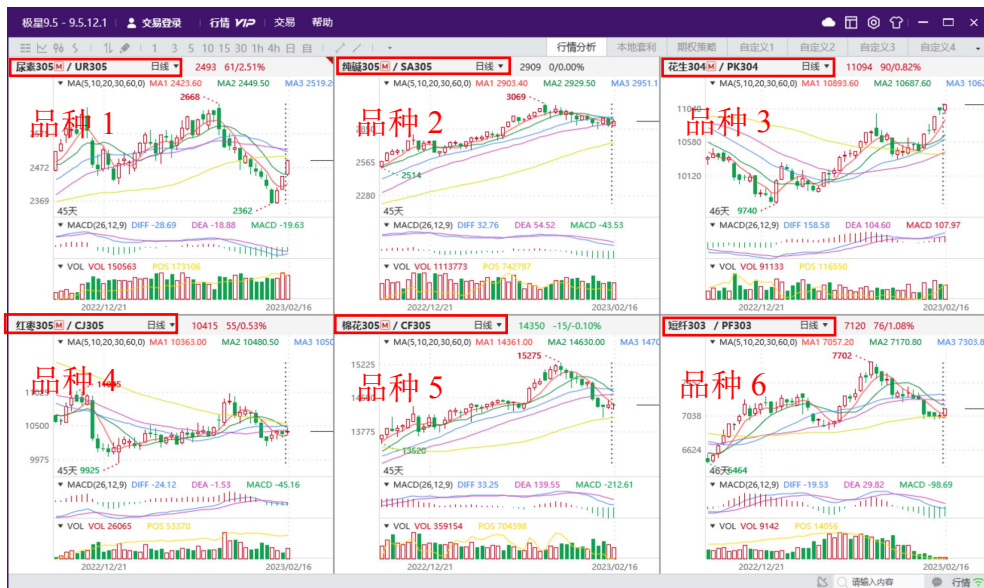 极星9.5 - 9.5.12.1 交易登录 行情 VIP 交易 帮助
1 3 5 10 15 30 1h 4h 日 自 行情分析 本地套利 期权策略 自定义1 自定义2 自定义3 自定义4
尿素305 M / UR305 日线 2493 61/2.51%
MA(5,10,20,30,60) MA1 2423.60 MA2 2449.50 MA3 2519.2
2668
品种 1
2472
2369
2362
45天
MACD(26,12,9) DIFF -28.69 DEA -18.88 MACD -19.63
VOL VOL 150563 POS 173106
2022/12/21 2023/02/16
纯碱305 M / SA305 日线 2909 0/0.00%
MA(5,10,20,30,60) MA1 2903.40 MA2 2929.50 MA3 2951.1
3069
品种 2
2565
2514
2280
45天
MACD(26,12,9) DIFF 32.76 DEA 54.52 MACD -43.53
VOL VOL 1113773 POS 742797
2022/12/21 2023/02/16
花生304 M / PK304 日线 11094 90/0.82%
MA(5,10,20,30,60) MA1 10893.60 MA2 10687.60 MA3 1062
11040
品种 3
10580
10120
46天 9740
MACD(26,12,9) DIFF 158.58 DEA 104.60 MACD 107.97
VOL VOL 91133 POS 116550
2022/12/21 2023/02/16
红枣305 M / CJ305 日线 10415 55/0.53%
MA(5,10,20,30,60) MA1 10363.00 MA2 10480.50 MA3 1050
品种 4
10500
9975
45天 9925
MACD(26,12,9) DIFF -24.12 DEA -1.53 MACD -45.16
VOL VOL 26065 POS 53370
2022/12/21 2023/02/16
棉花305 M / CF305 日线 14350 -15/-0.10%
MA(5,10,20,30,60) MA1 14361.00 MA2 14630.00 MA3 1470
15275
15225
品种 5
13775
13520
45天
MACD(26,12,9) DIFF 33.25 DEA 139.55 MACD -212.61
VOL VOL 359154 POS 704398
2022/12/21 2023/02/16
短纤303 / PF303 日线 7120 76/1.08%
MA(5,10,20,30,60) MA1 7057.20 MA2 7170.80 MA3 7303.8
7702
品种 6
7038
6624
46天 6464
MACD(26,12,9) DIFF -19.53 DEA 29.82 MACD -98.69
VOL VOL 9142 POS 14056
2022/12/21 2023/02/16
请输入内容 行情